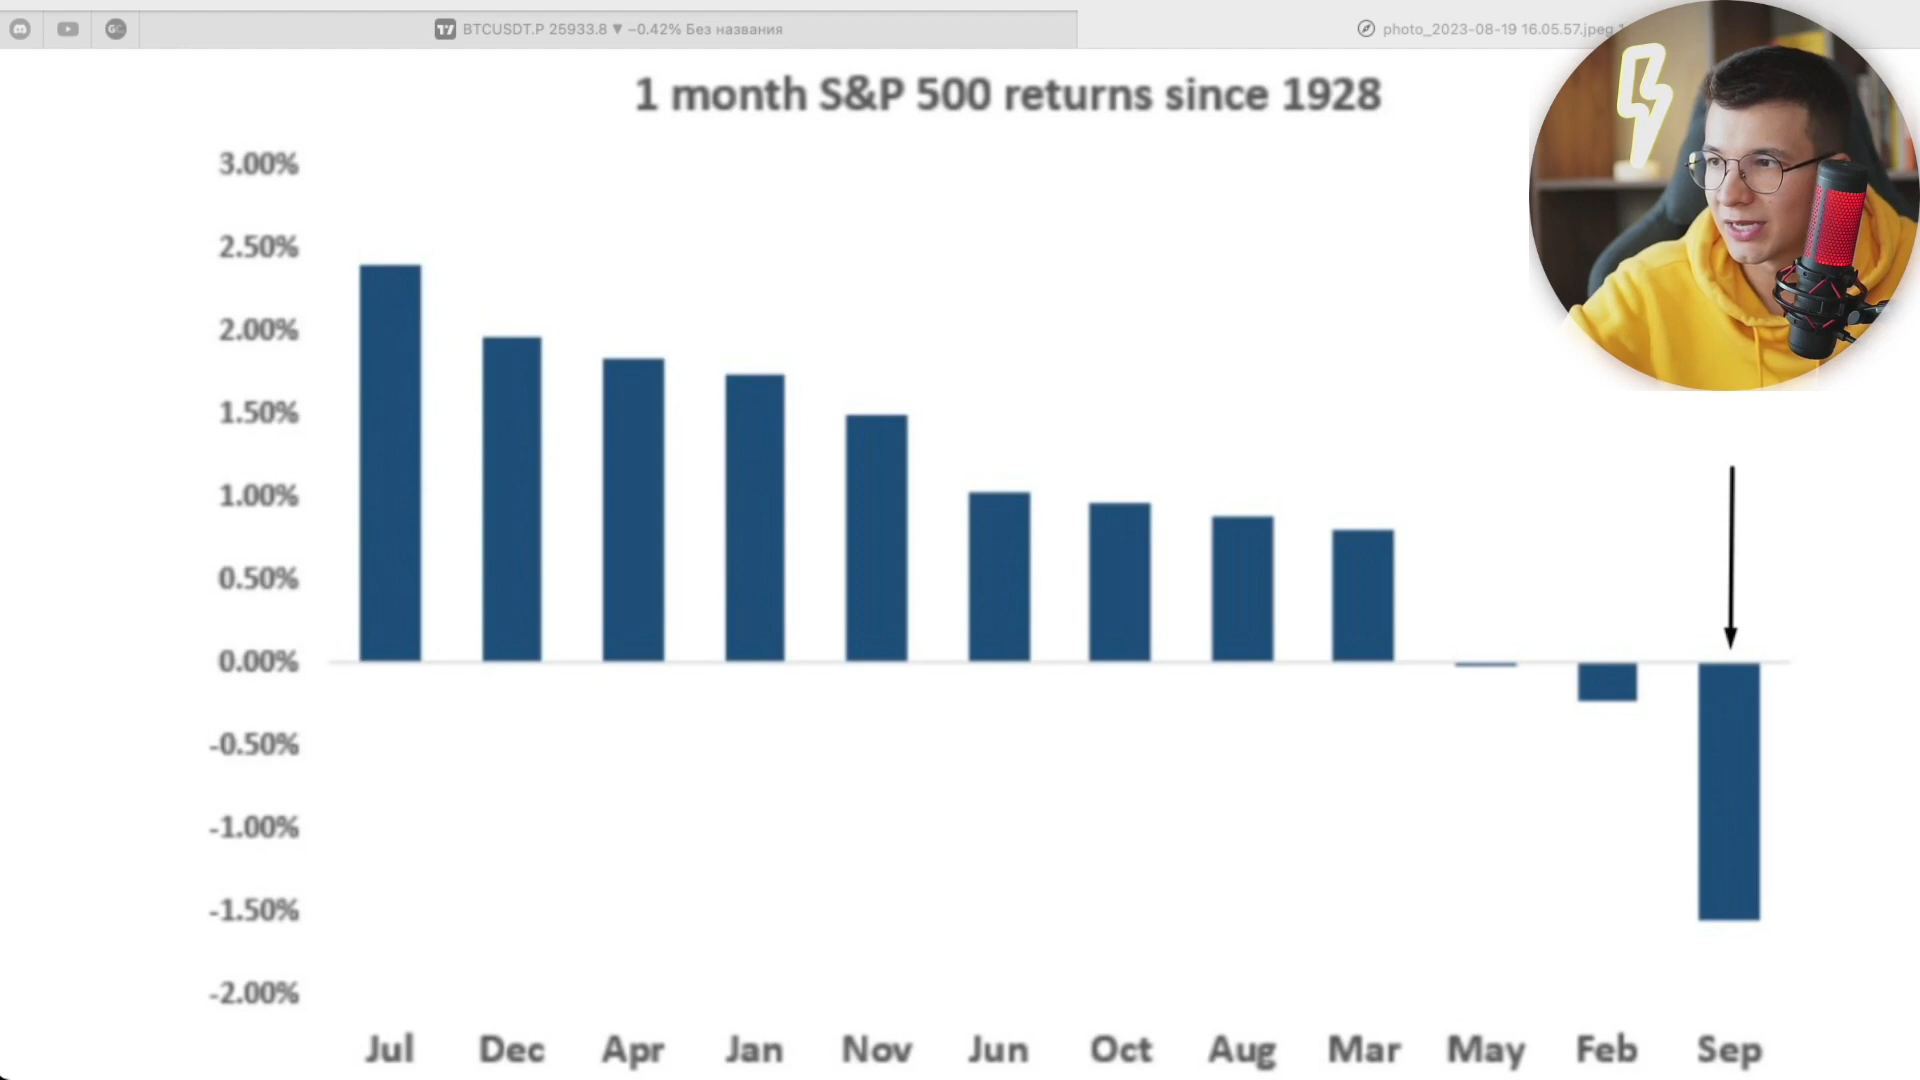 BTCUSDT.P 25933.8 ▼ −0.42% Без названия
photo_2023-08-19 16.05.57.jpeg
1 month S&P 500 returns since 1928
3.00%
2.50%
2.00%
1.50%
1.00%
0.50%
0.00%
-0.50%
-1.00%
-1.50%
-2.00%
Jul Dec Apr Jan Nov Jun Oct Aug Mar May Feb Sep